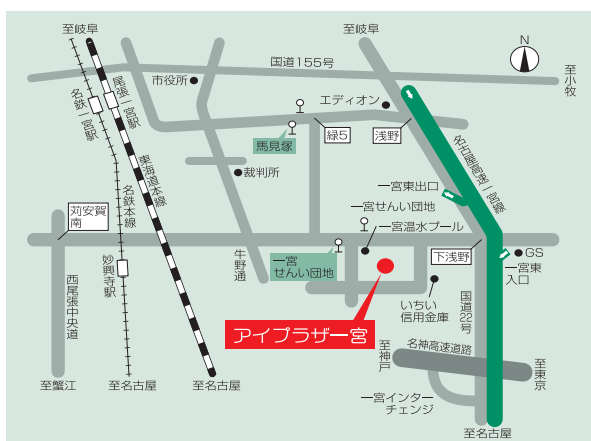 至岐阜
至岐阜
N
国道155号
至小牧
市役所
エディオン
名鉄一宮駅
尾張一宮駅
緑5
浅野
馬見塚
名古屋高速一宮線
東海道本線
裁判所
一宮東出口
名鉄本線
一宮せんい団地
苅安賀
南
一宮温水プール
一宮
せんい団地
下浅野
GS
一宮東
入口
妙興寺駅
牛野通
西尾張中央道
いちい
信用金庫
国道22号
アイプラザ一宮
名神高速道路
至神戸
至東京
至蟹江
至名古屋
至名古屋
一宮インター
チェンジ
至名古屋